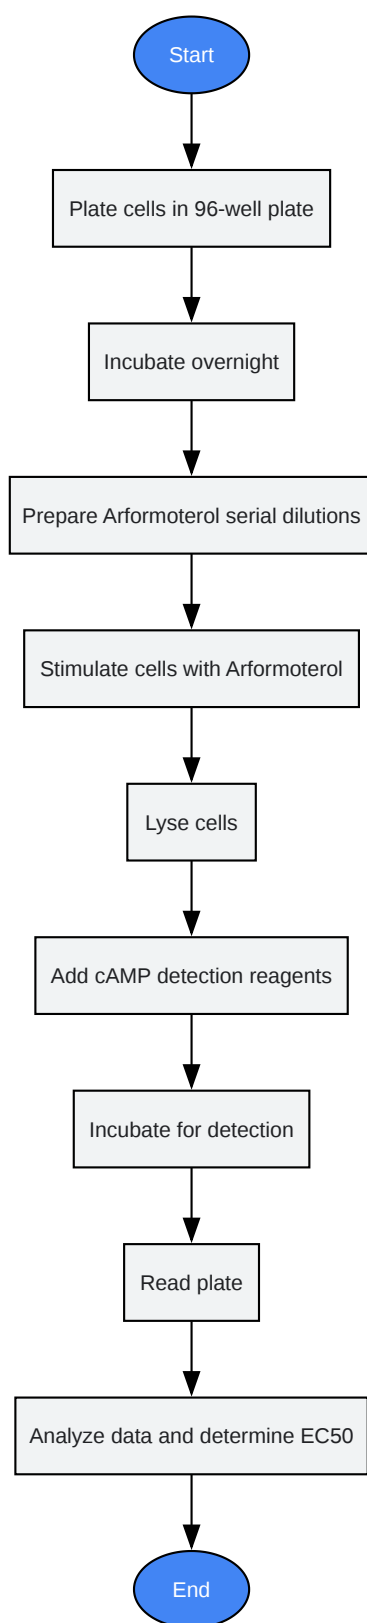 Start
Plate cells in 96-well plate
Incubate overnight
Prepare Arformoterol serial dilutions
Stimulate cells with Arformoterol
Lyse cells
Add cAMP detection reagents
Incubate for detection
Read plate
Analyze data and determine EC50
End